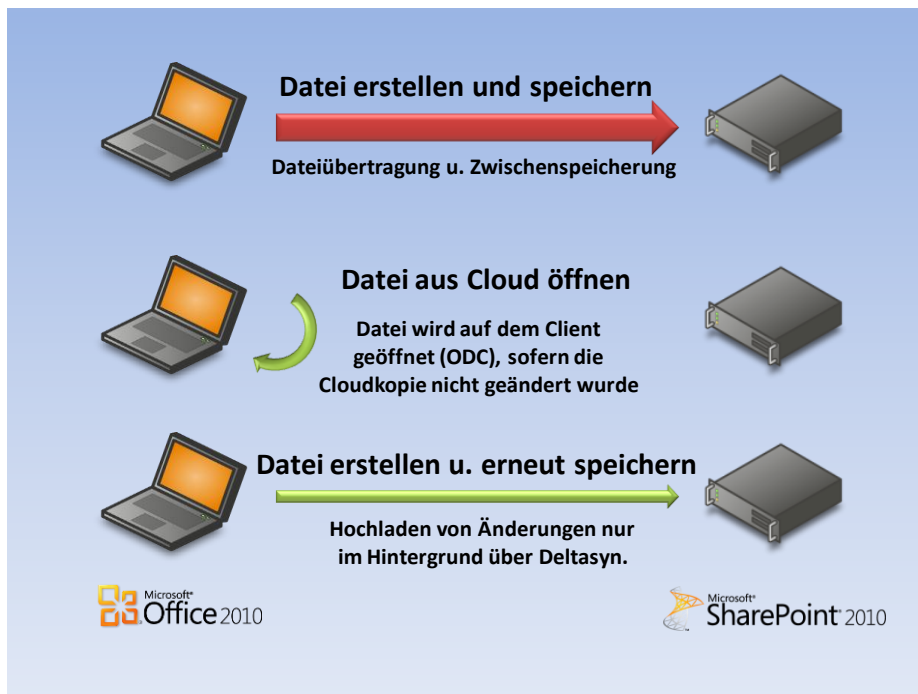 Datei erstellen und speichern
Dateiübertragung u. Zwischenspeicherung
Datei aus Cloud öffnen
Datei wird auf dem Client
geöffnet (ODC), sofern die
Cloudkopie nicht geändert wurde
Datei erstellen u. erneut speichern
Hochladen von Änderungen nur
im Hintergrund über Deltasyn.
Microsoft®
Office 2010
Microsoft®
SharePoint® 2010